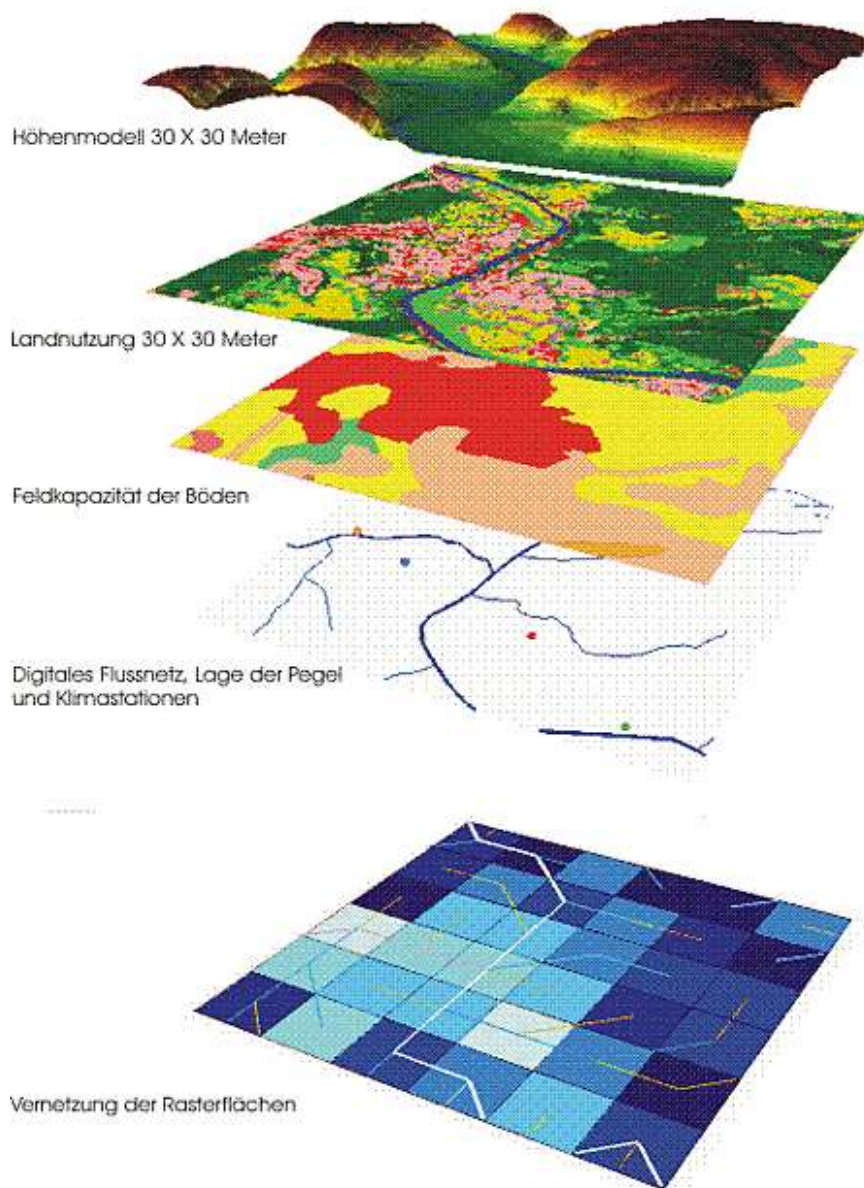 Höhenmodell 30 X 30 Meter
Landnutzung 30 X 30 Meter
Feldkapazität der Böden
Digitales Flussnetz, Lage der Pegel
und Klimastationen
Vernetzung der Rasterflächen